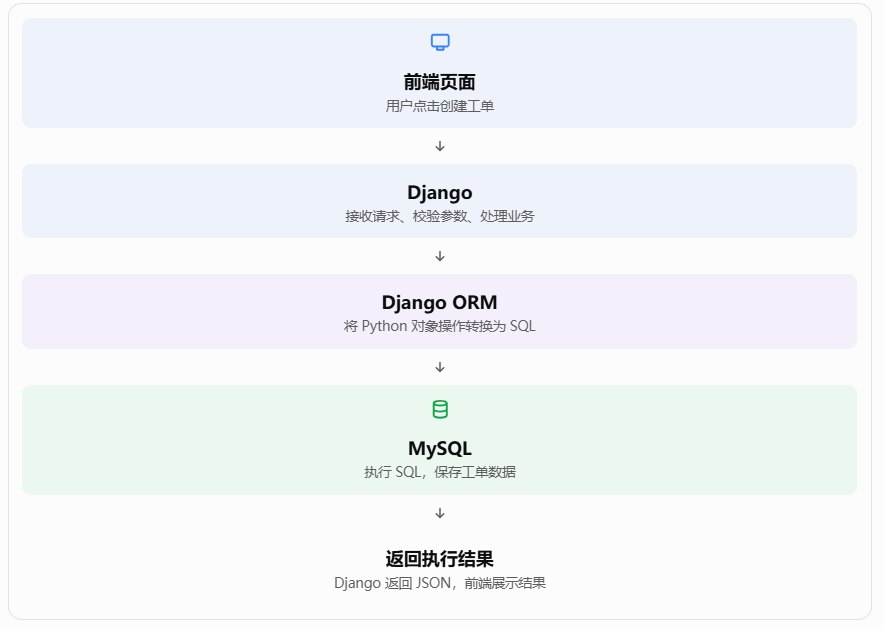 前端页面
用户点击创建工单
↓
Django
接收请求、校验参数、处理业务
↓
Django ORM
将 Python 对象操作转换为 SQL
↓
MySQL
执行 SQL，保存工单数据
↓
返回执行结果
Django 返回 JSON，前端展示结果